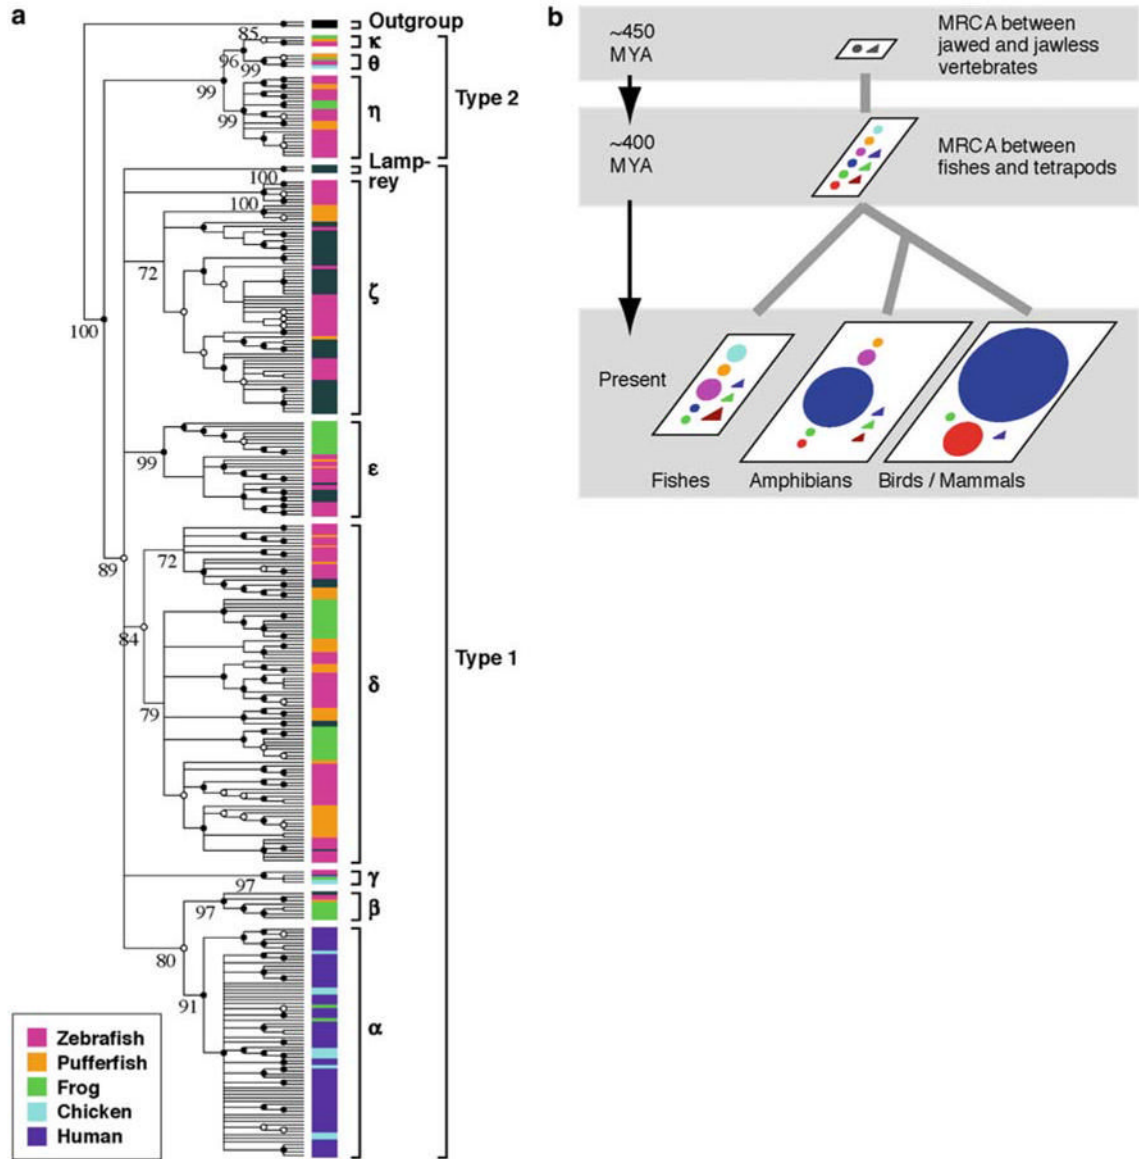 a
Outgroup
85
κ
96
99
θ
99
99
η
Type 2
Lamp-
rey
100
100
72
ζ
100
99
ε
72
89
84
79
δ
Type 1
97
γ
97
β
80
91
α
Zebrafish
Pufferfish
Frog
Chicken
Human
b
~450
MYA
MRCA between
jawed and jawless
vertebrates
~400
MYA
MRCA between
fishes and tetrapods
Present
Fishes
Amphibians
Birds / Mammals